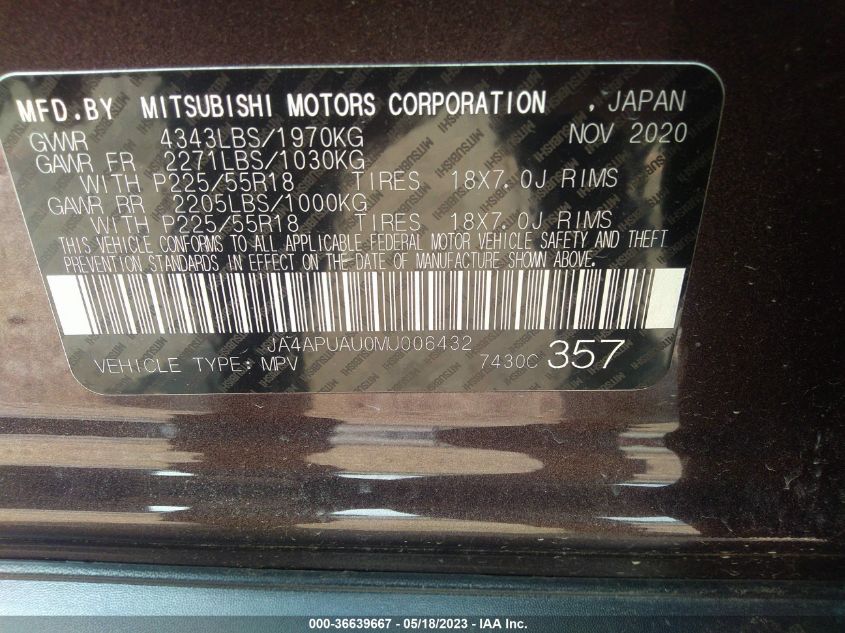 MFD.BY MITSUBISHI MOTORS CORPORATION , JAPAN
GVWR 4343LBS/1970KG NOV 2020
GAWR FR 2271LBS/1030KG
WITH P225/55R18 TIRES 18X7.0J RIMS
GAWR RR 2205LBS/1000KG
WITH P225/55R18 TIRES 18X7.0J RIMS
THIS VEHICLE CONFORMS TO ALL APPLICABLE FEDERAL MOTOR VEHICLE SAFETY AND THEFT
PREVENTION STANDARDS IN EFFECT ON THE DATE OF MANUFACTURE SHOWN ABOVE.
JA4APUAU0MU006432
VEHICLE TYPE: MPV 7430C 357
000-36639667 - 05/18/2023 - IAA Inc.